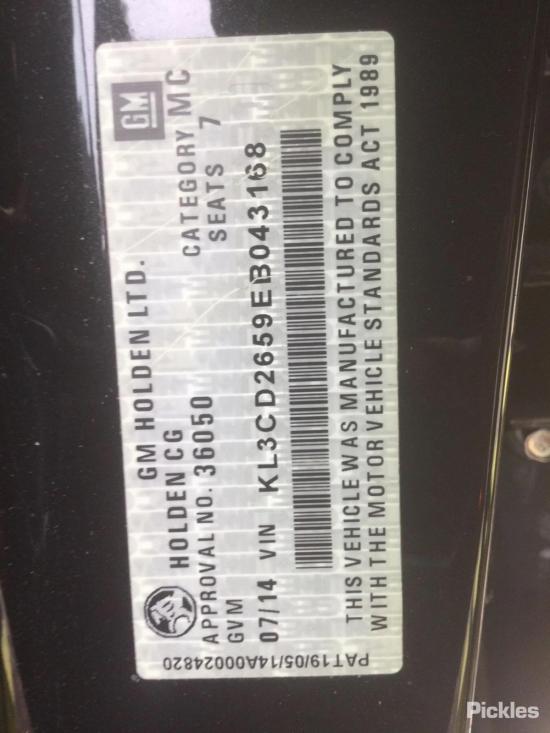 GM HOLDEN LTD.
GM
HOLDEN CG
CATEGORY MC
APPROVAL NO. 36050
SEATS 7
GVM
07/14 VIN KL3CD2659EB043168
THIS VEHICLE WAS MANUFACTURED TO COMPLY
WITH THE MOTOR VEHICLE STANDARDS ACT 1989
PAT19/05/14A00024820
Pickles